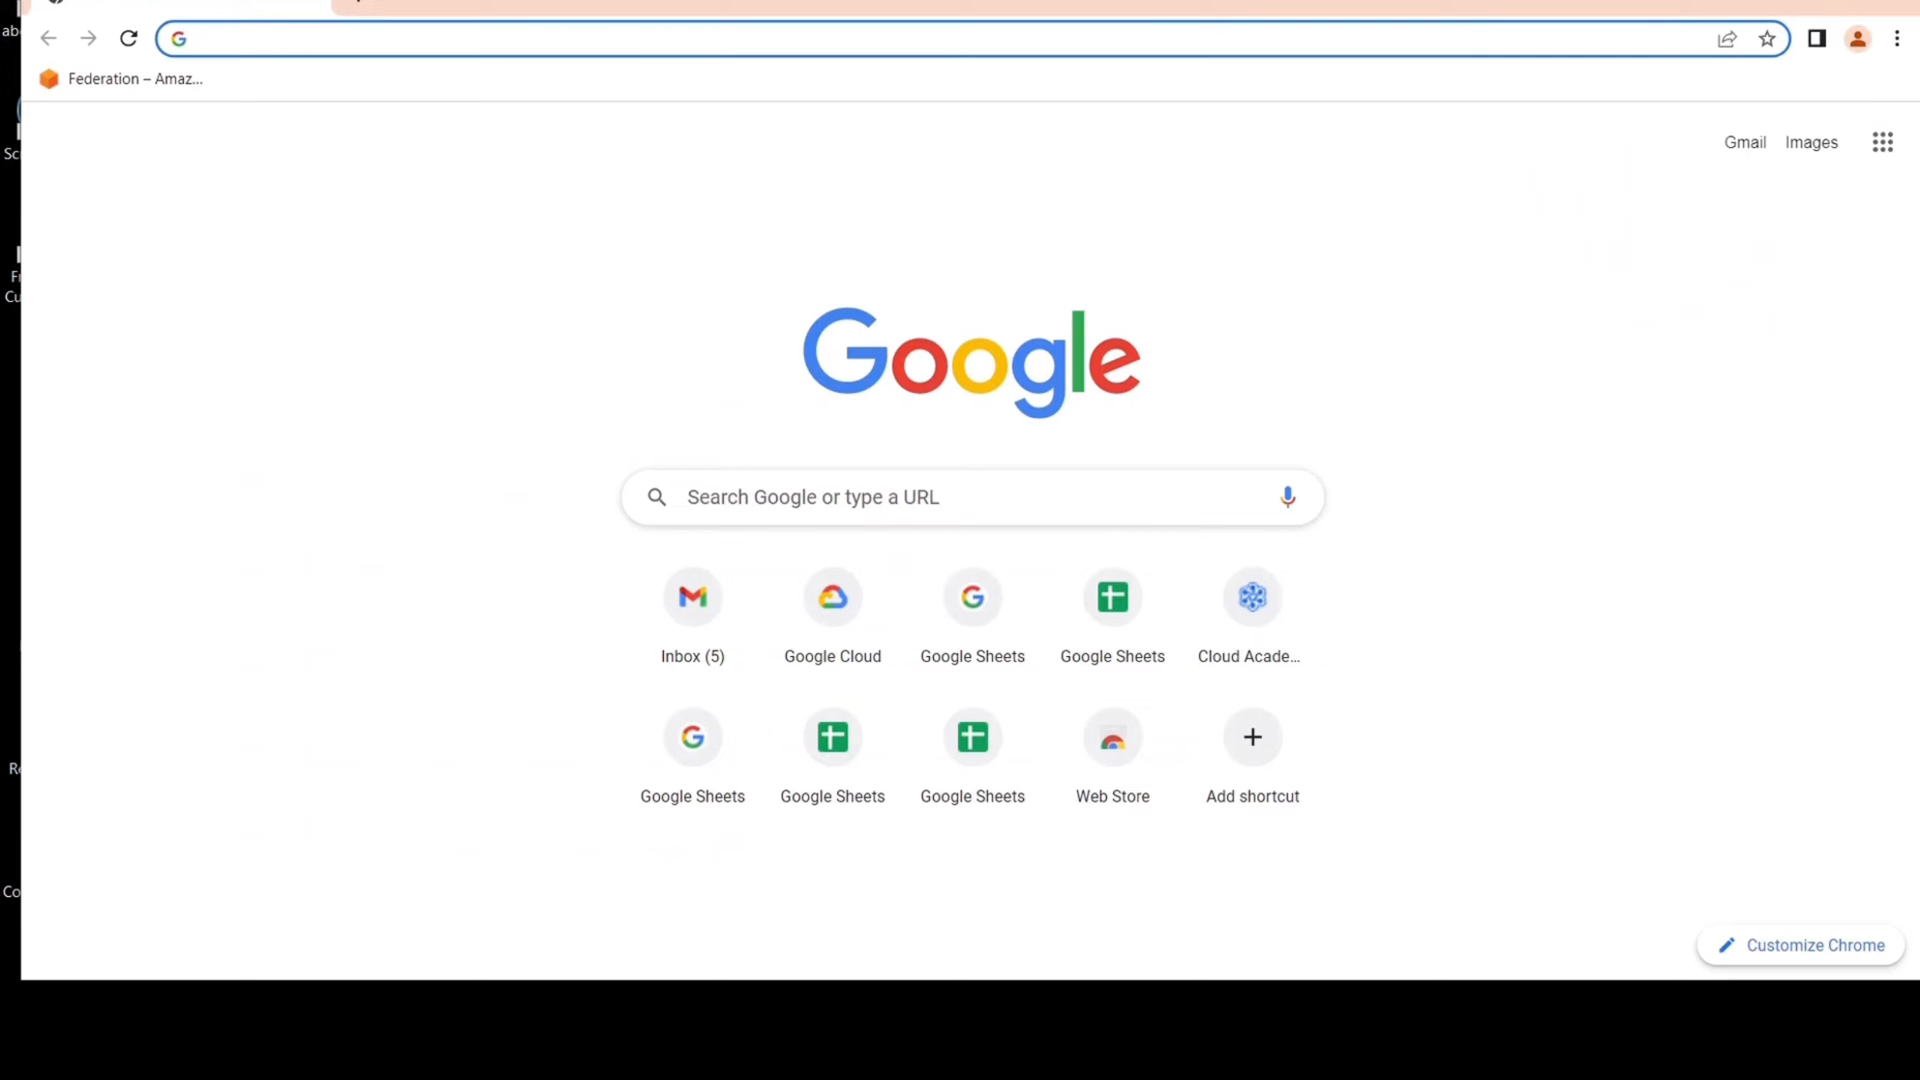 Federation – Amaz...
Gmail Images
Google
Search Google or type a URL
Inbox (5) Google Cloud Google Sheets Google Sheets Cloud Acade...
Google Sheets Google Sheets Google Sheets Web Store Add shortcut
Customize Chrome